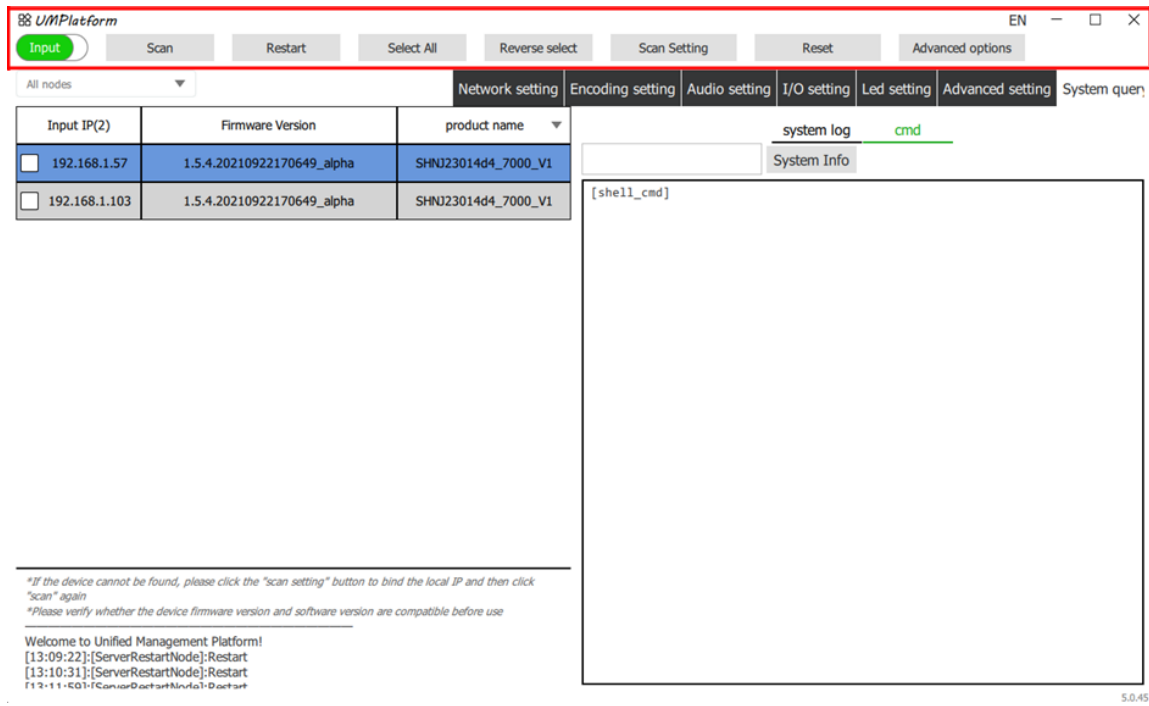 UMPlatform EN
Input Scan Restart Select All Reverse select Scan Setting Reset Advanced options
All nodes
Network setting Encoding setting Audio setting I/O setting Led setting Advanced setting System query
Input IP(2) Firmware Version product name
system log cmd
192.168.1.57 1.5.4.20210922170649_alpha SHNJ23014d4_7000_V1
System Info
192.168.1.103 1.5.4.20210922170649_alpha SHNJ23014d4_7000_V1
[shell_cmd]
*If the device cannot be found, please click the "scan setting" button to bind the local IP and then click
"scan" again
*Please verify whether the device firmware version and software version are compatible before use
Welcome to Unified Management Platform!
[13:09:22]:[ServerRestartNode]:Restart
[13:10:31]:[ServerRestartNode]:Restart
[13:11:59]:[ServerRestartNode]:Restart
5.0.45